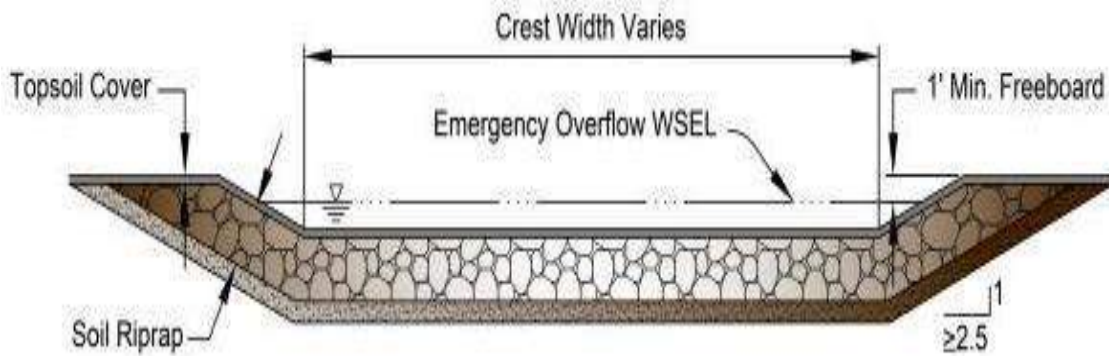 Crest Width Varies
Topsoil Cover
1' Min. Freeboard
Emergency Overflow WSEL
Soil Riprap
1
≥2.5